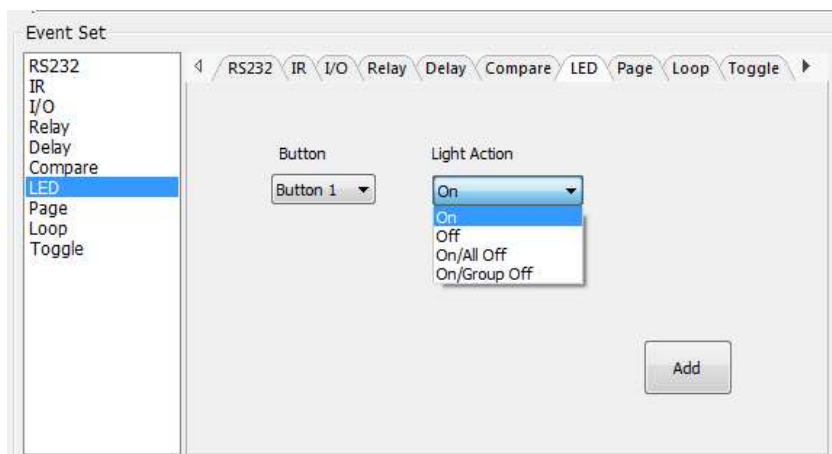 Event Set
RS232
IR
I/O
Relay
Delay
Compare
LED
Page
Loop
Toggle
RS232 IR I/O Relay Delay Compare LED Page Loop Toggle
Button Light Action
Button 1 On
On
Off
On/All Off
On/Group Off
Add